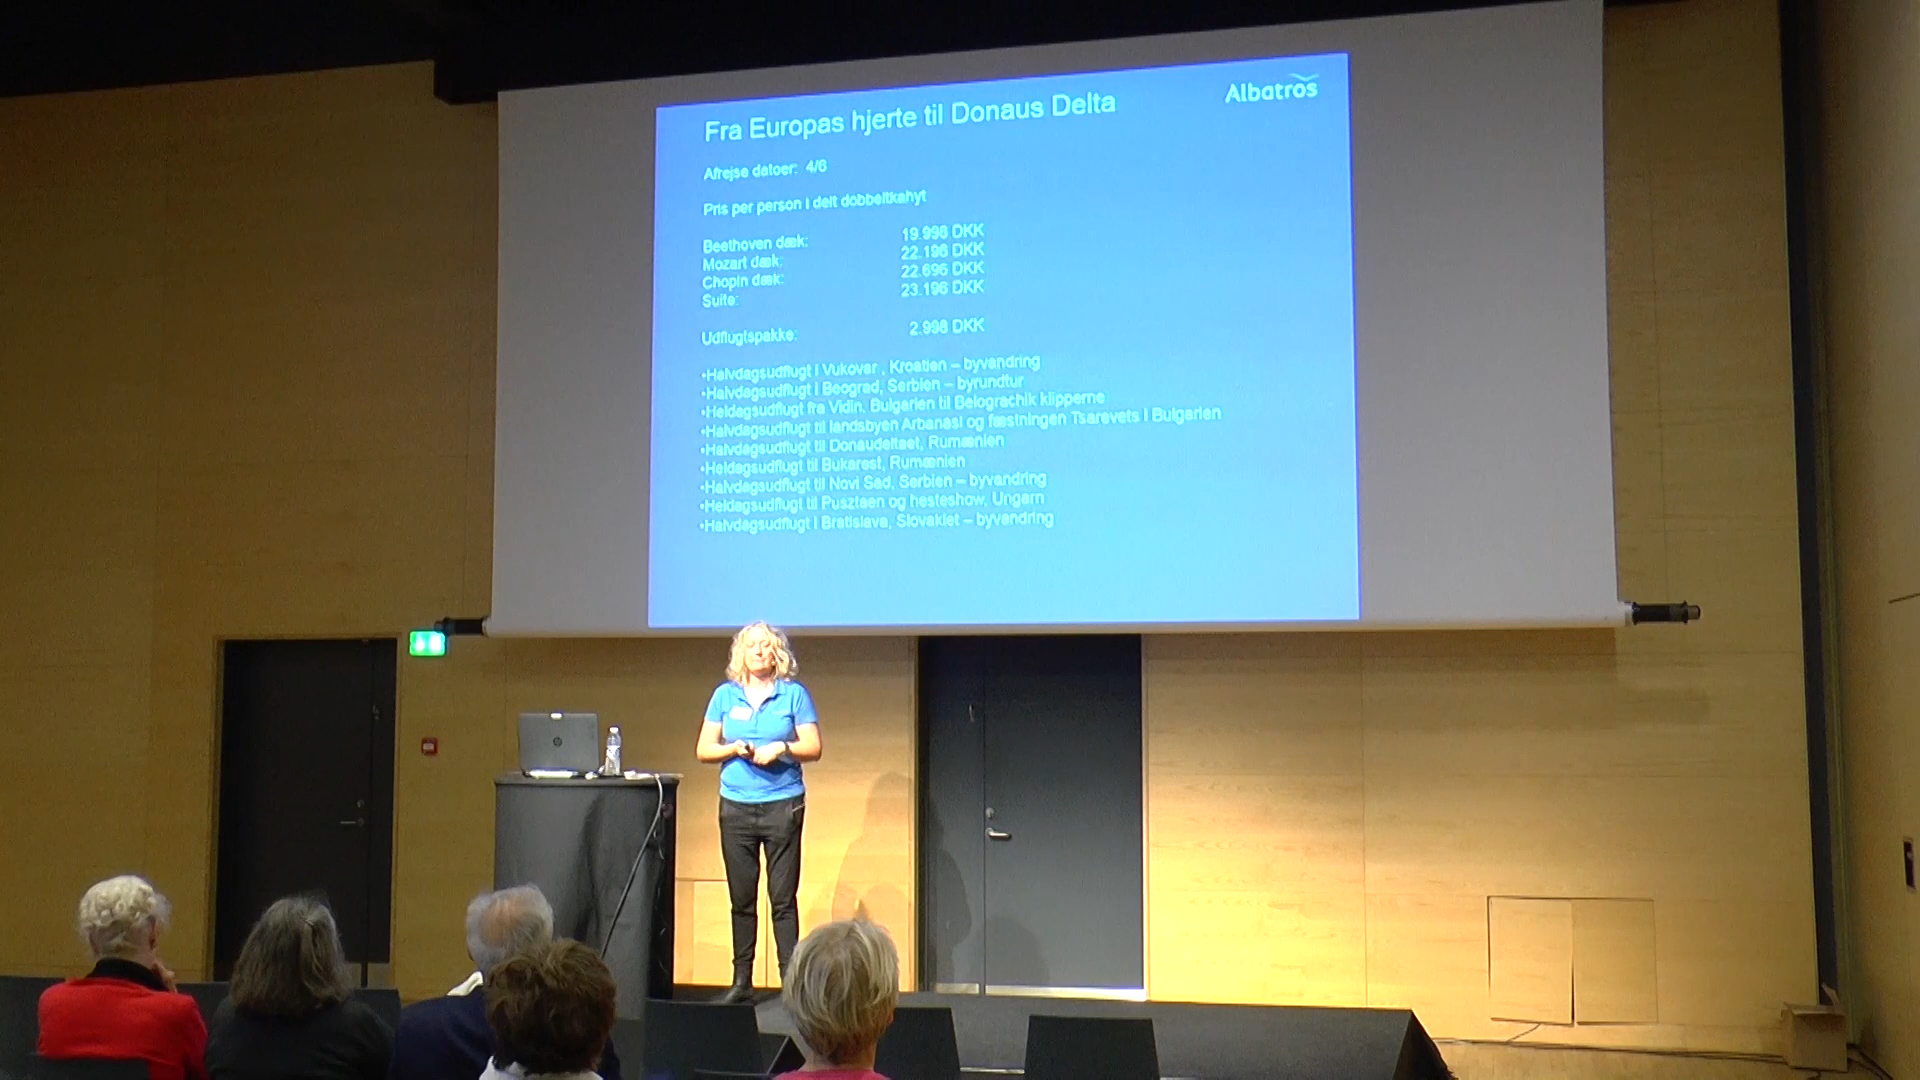 Albatros
Fra Europas hjerte til Donaus Delta
Afrejse datoer: 4/6
Pris per person i delt dobbeltkahyt
Beethoven dæk: 19.998 DKK
Mozart dæk: 22.196 DKK
Chopin dæk: 22.696 DKK
Suite: 23.196 DKK
Udflugtspakke: 2.998 DKK
•Halvdagsudflugt i Vukovar , Kroatien – byvandring
•Halvdagsudflugt i Beograd, Serbien – byrundtur
•Heldagsudflugt fra Vidin, Bulgarien til Belograchik klipperne
•Halvdagsudflugt til landsbyen Arbanasi og fæstningen Tsarevets i Bulgarien
•Halvdagsudflugt til Donaudeltaet, Rumænien
•Heldagsudflugt til Bukarest, Rumænien
•Halvdagsudflugt til Novi Sad, Serbien – byvandring
•Heldagsudflugt til Pusztaen og hesteshow, Ungarn
•Halvdagsudflugt i Bratislava, Slovakiet – byvandring
hp